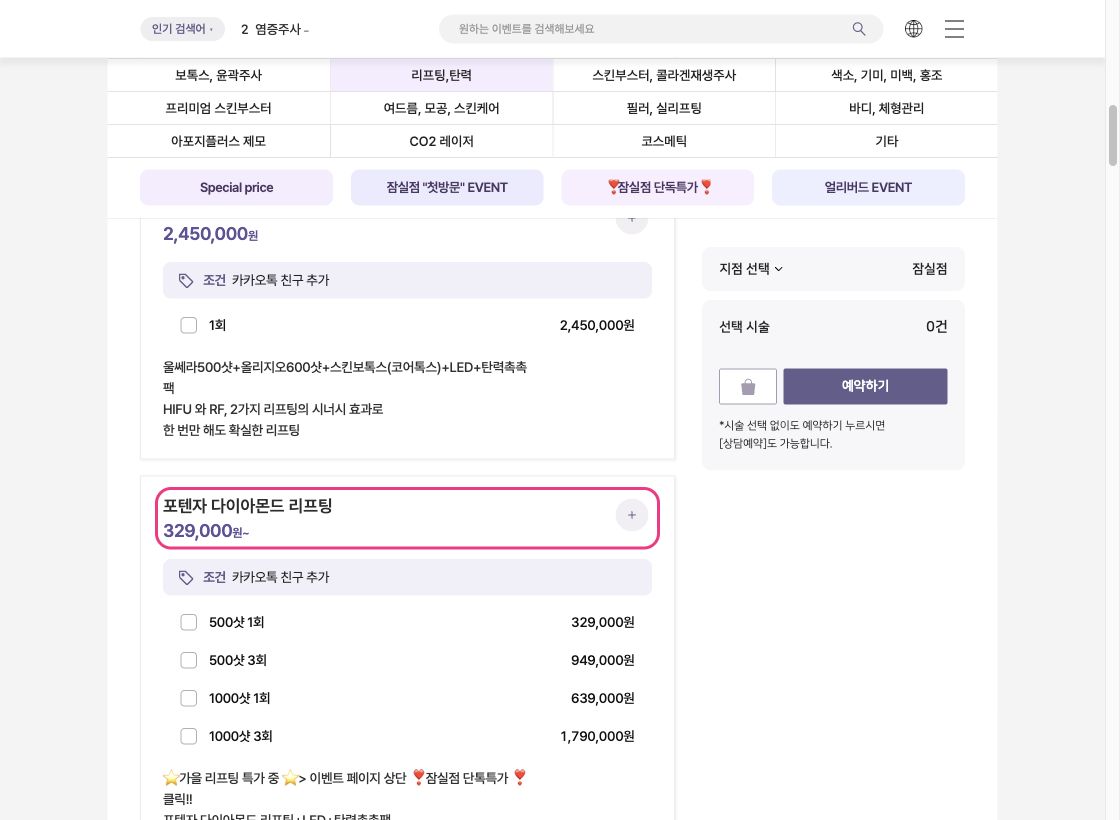 인기 검색어 ·
2 염증주사 –
원하는 이벤트를 검색해보세요
보톡스, 윤곽주사
리프팅,탄력
스킨부스터, 콜라겐재생주사
색소, 기미, 미백, 홍조
프리미엄 스킨부스터
여드름, 모공, 스킨케어
필러, 실리프팅
바디, 체형관리
아포지플러스 제모
CO2 레이저
코스메틱
기타
Special price
잠실점 "첫방문" EVENT
❣️잠실점 단독특가❣️
얼리버드 EVENT
2,450,000원
+
조건 카카오톡 친구 추가
1회 2,450,000원
울쎄라500샷+올리지오600샷+스킨보톡스(코어톡스)+LED+탄력촉촉
팩
HIFU 와 RF, 2가지 리프팅의 시너시 효과로
한 번만 해도 확실한 리프팅
포텐자 다이아몬드 리프팅
329,000원~
+
조건 카카오톡 친구 추가
500샷 1회 329,000원
500샷 3회 949,000원
1000샷 1회 639,000원
1000샷 3회 1,790,000원
⭐가을 리프팅 특가 중⭐> 이벤트 페이지 상단 ❣️잠실점 단톡특가❣️
클릭!!
포텐자 다이아몬드 리프팅+LED+탄력촉촉팩
지점 선택 잠실점
선택 시술 0건
예약하기
*시술 선택 없이도 예약하기 누르시면
[상담예약]도 가능합니다.